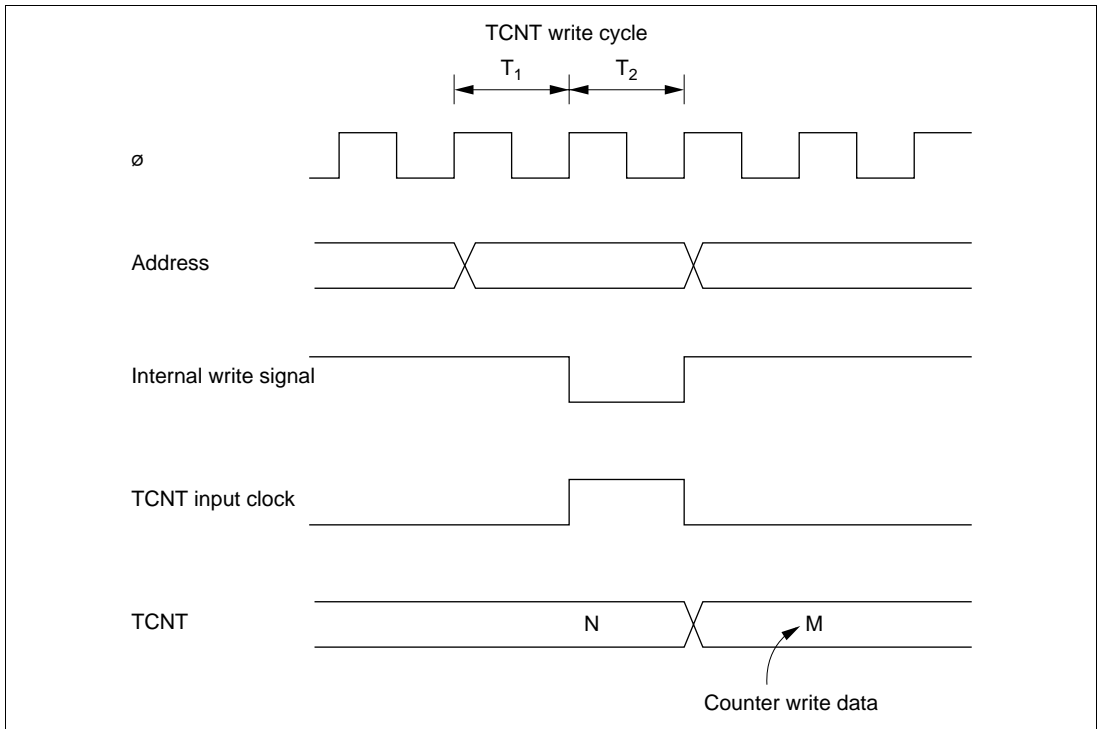 TCNT write cycle
T1 T2
ø
Address
Internal write signal
TCNT input clock
TCNT N M
Counter write data